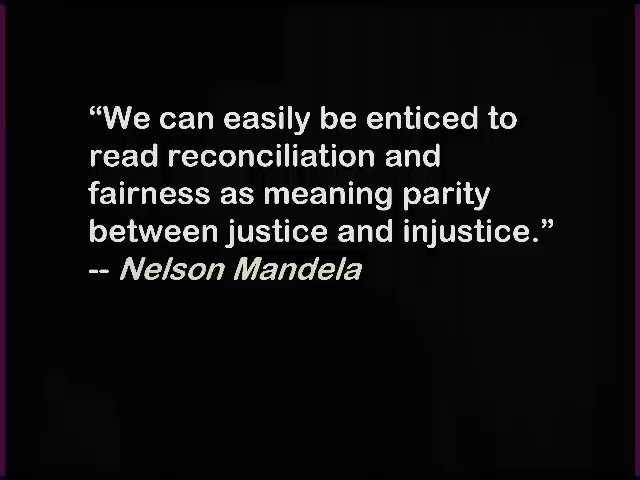 “We can easily be enticed to
read reconciliation and
fairness as meaning parity
between justice and injustice.”
-- Nelson Mandela